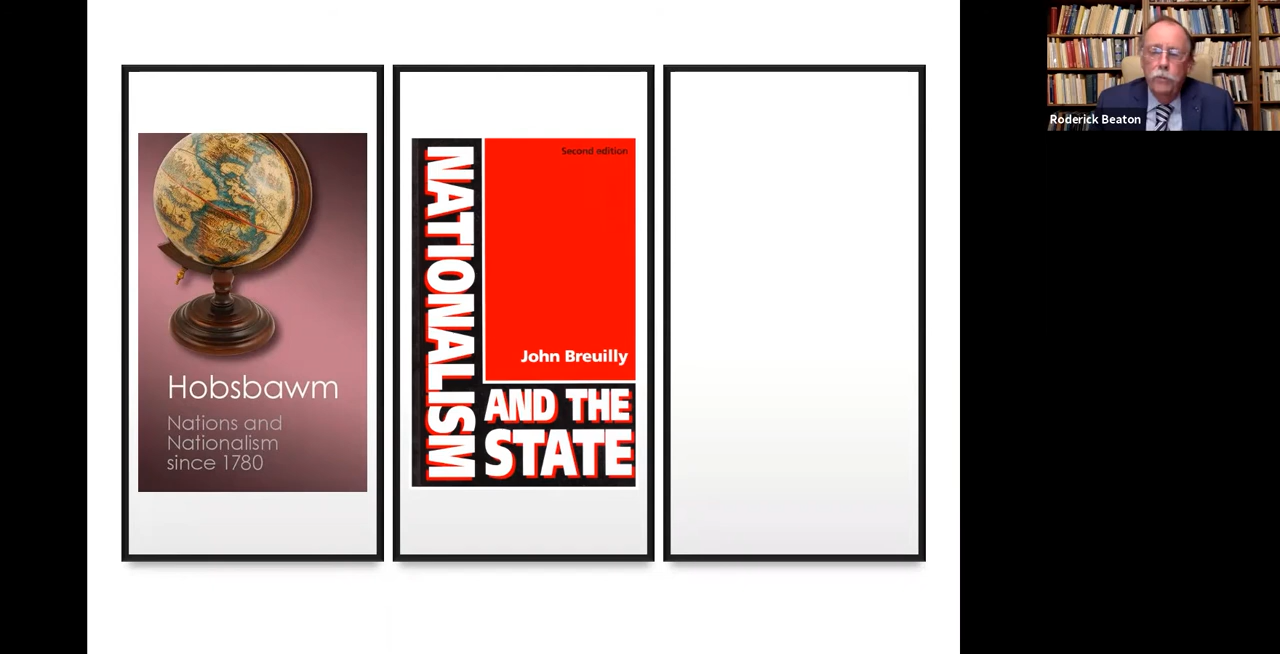 Hobsbawm
Nations and
Nationalism
since 1780
Second edition
John Breuilly
NATIONALISM
AND THE
STATE
Roderick Beaton